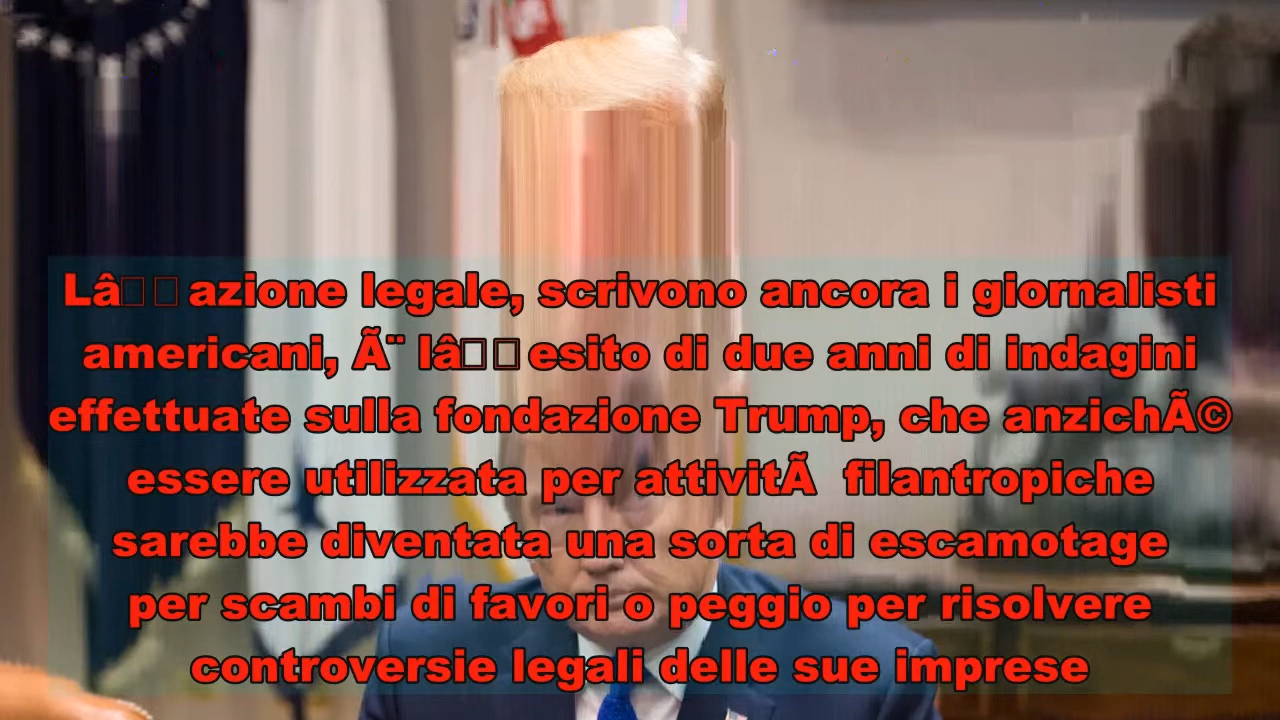 Lâ□□azione legale, scrivono ancora i giornalisti
americani, Ã¨ lâ□□esito di due anni di indagini
effettuate sulla fondazione Trump, che anzichÃ©
essere utilizzata per attivitÃ  filantropiche
sarebbe diventata una sorta di escamotage
per scambi di favori o peggio per risolvere
controversie legali delle sue imprese